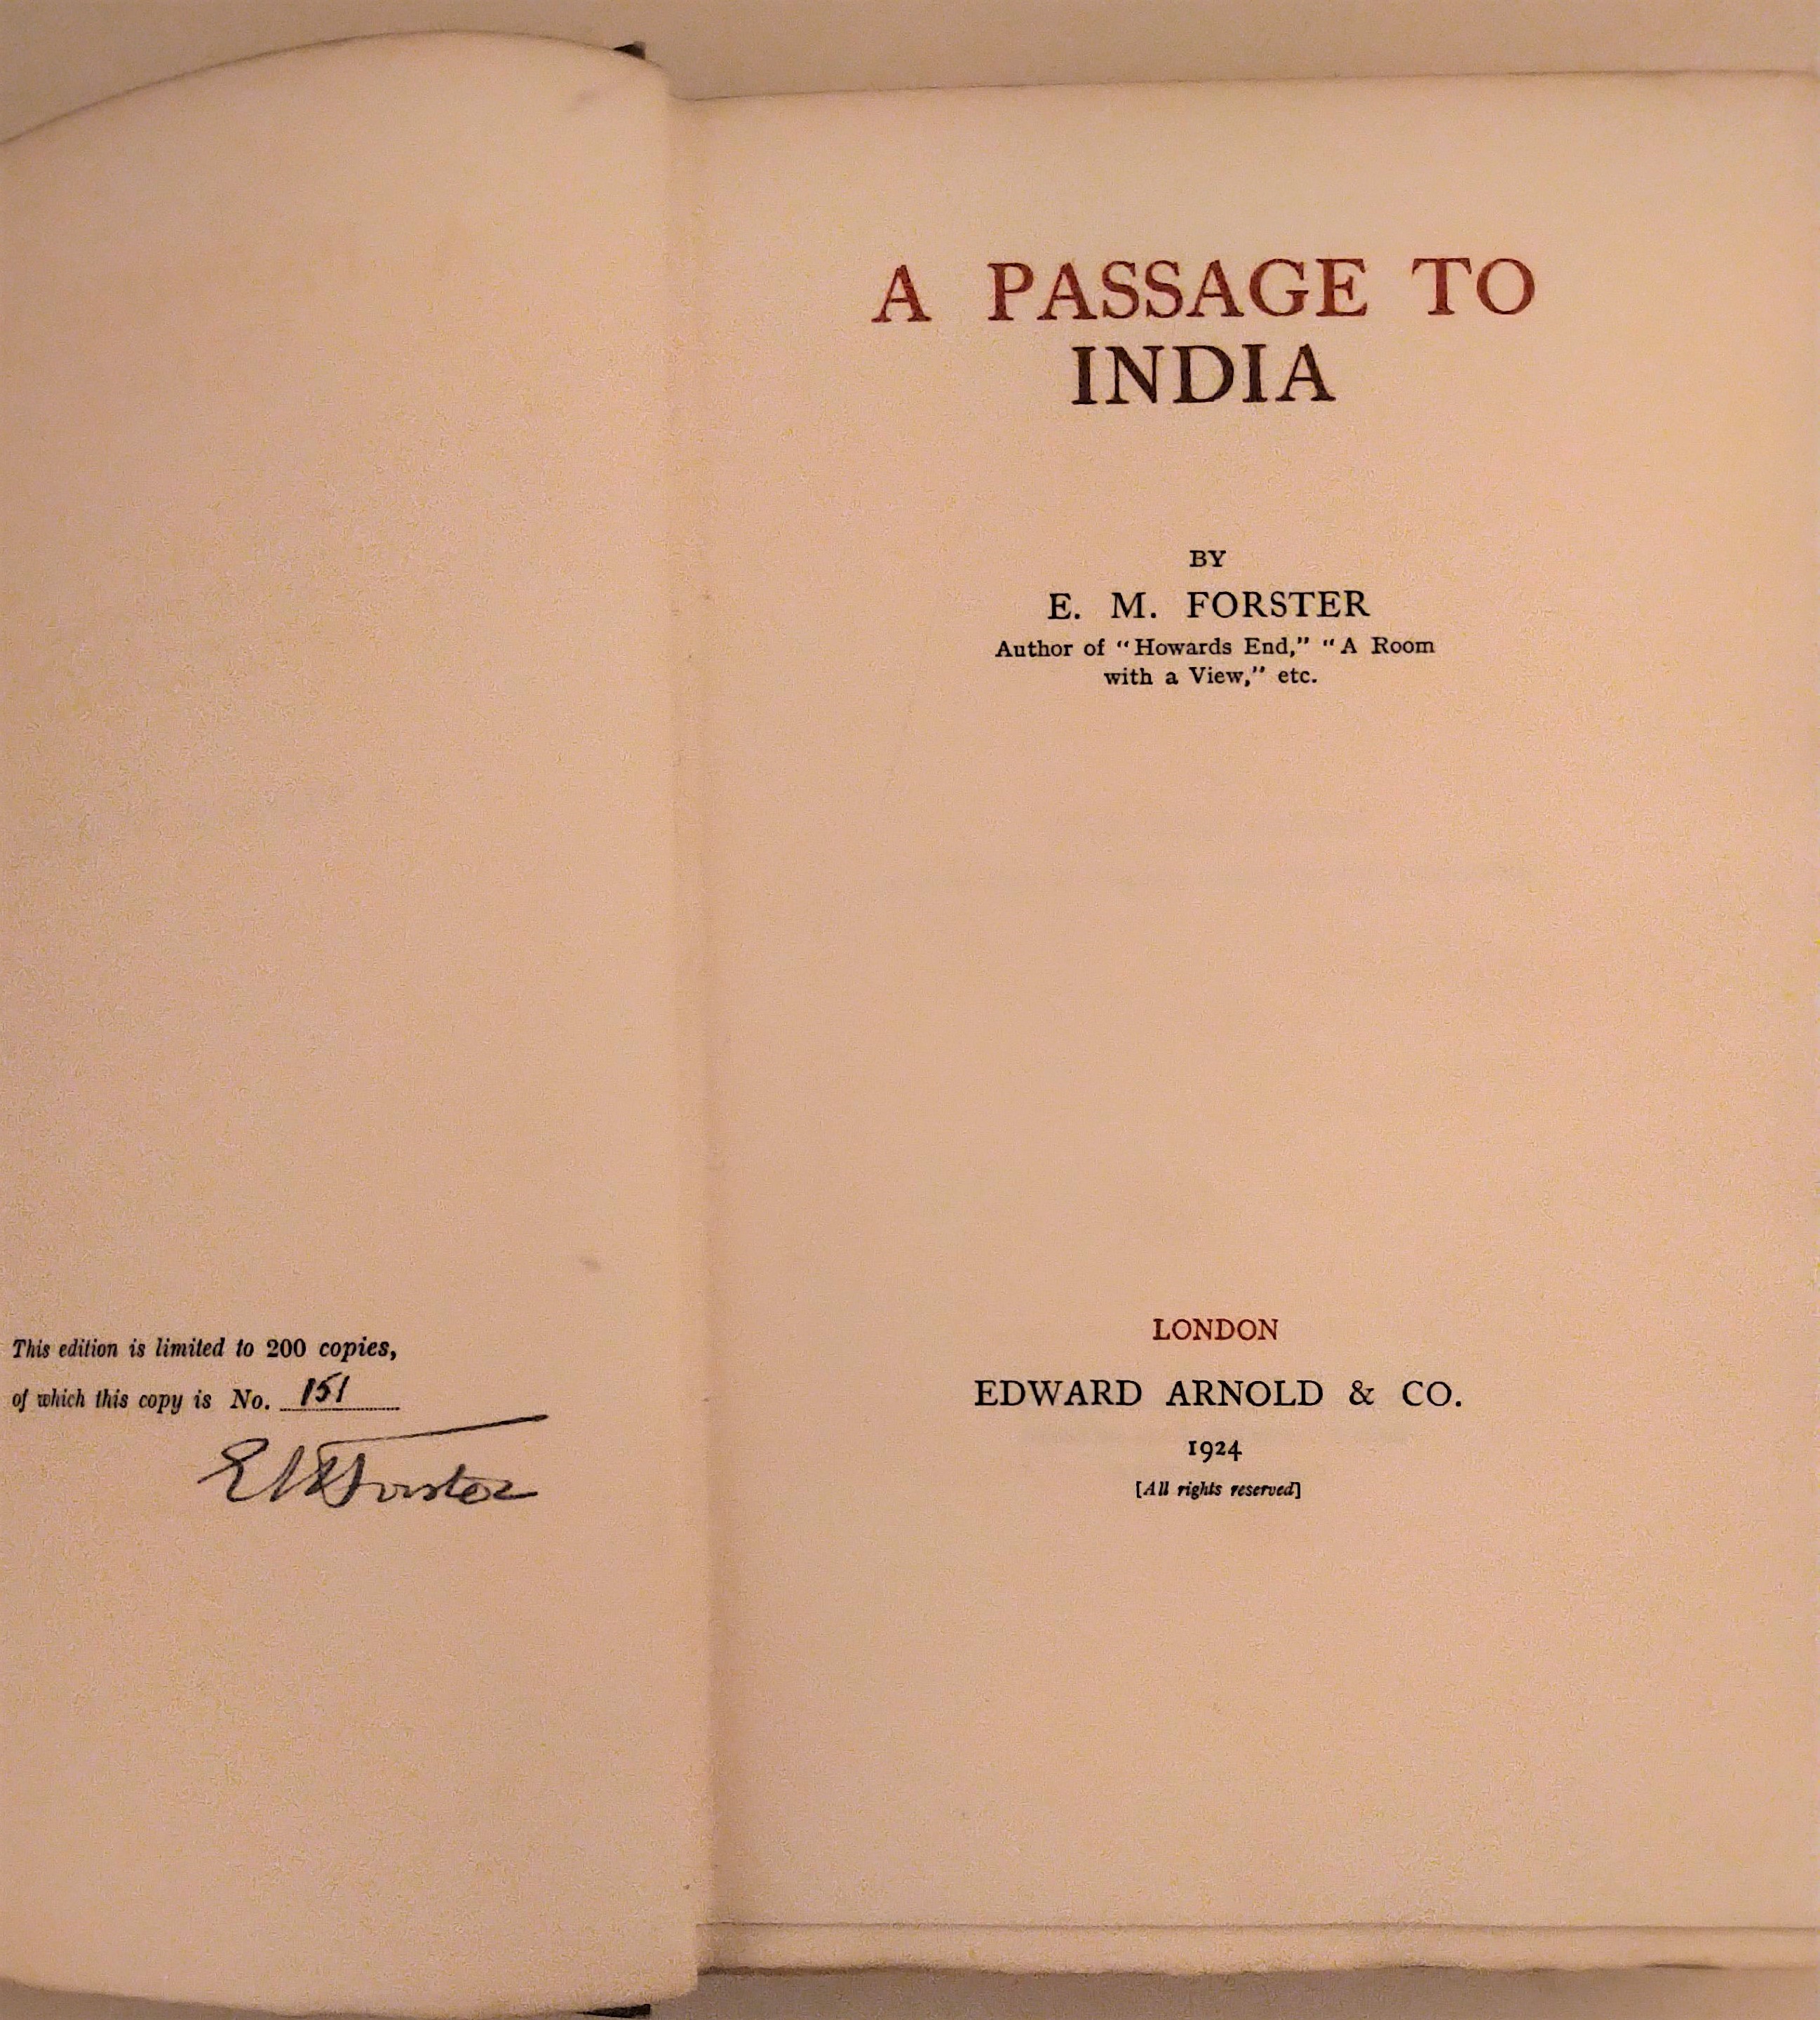 This edition is limited to 200 copies,
of which this copy is No. 151
EMForster
A PASSAGE TO
INDIA
BY
E. M. FORSTER
Author of “Howards End,” “A Room
with a View,” etc.
LONDON
EDWARD ARNOLD & CO.
1924
[All rights reserved]